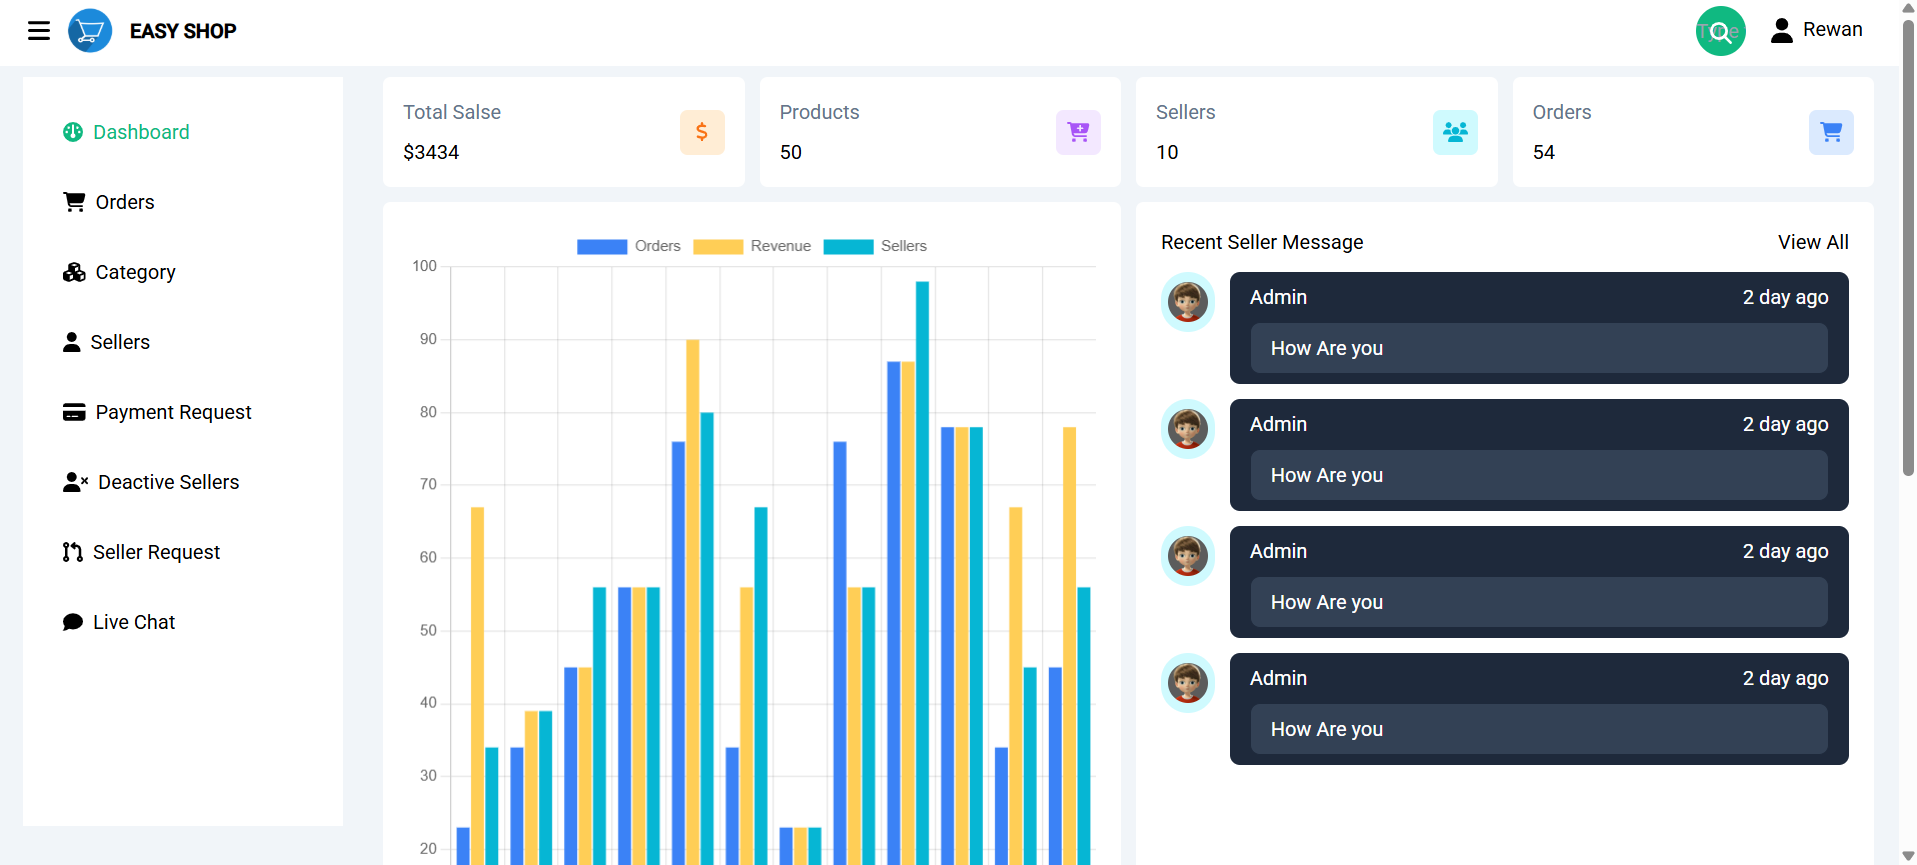 EASY SHOP
Type
Rewan
Dashboard
Orders
Category
Sellers
Payment Request
Deactive Sellers
Seller Request
Live Chat
Total Salse
$3434
Products
50
Sellers
10
Orders
54
Orders Revenue Sellers
100
90
80
70
60
50
40
30
20
Recent Seller Message View All
Admin 2 day ago
How Are you
Admin 2 day ago
How Are you
Admin 2 day ago
How Are you
Admin 2 day ago
How Are you